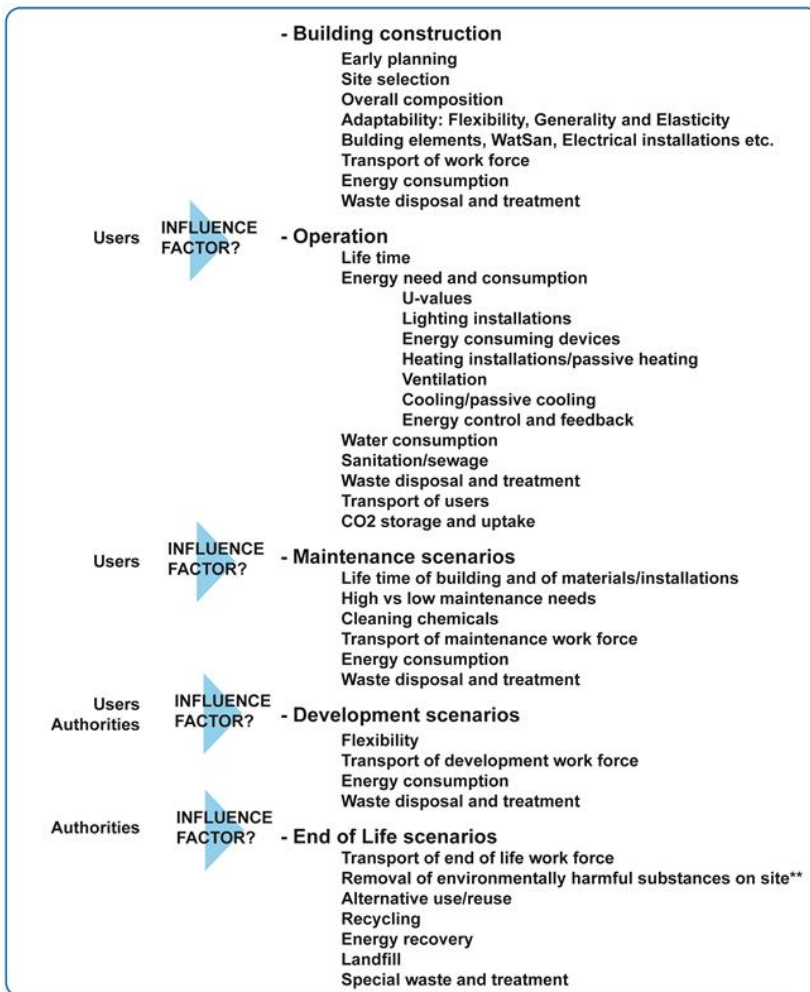 - Building construction
Early planning
Site selection
Overall composition
Adaptability: Flexibility, Generality and Elasticity
Bulding elements, WatSan, Electrical installations etc.
Transport of work force
Energy consumption
Waste disposal and treatment
Users
INFLUENCE
FACTOR?
- Operation
Life time
Energy need and consumption
U-values
Lighting installations
Energy consuming devices
Heating installations/passive heating
Ventilation
Cooling/passive cooling
Energy control and feedback
Water consumption
Sanitation/sewage
Waste disposal and treatment
Transport of users
CO2 storage and uptake
Users
INFLUENCE
FACTOR?
- Maintenance scenarios
Life time of building and of materials/installations
High vs low maintenance needs
Cleaning chemicals
Transport of maintenance work force
Energy consumption
Waste disposal and treatment
Users
Authorities
INFLUENCE
FACTOR?
- Development scenarios
Flexibility
Transport of development work force
Energy consumption
Waste disposal and treatment
Authorities
INFLUENCE
FACTOR?
- End of Life scenarios
Transport of end of life work force
Removal of environmentally harmful substances on site**
Alternative use/reuse
Recycling
Energy recovery
Landfill
Special waste and treatment